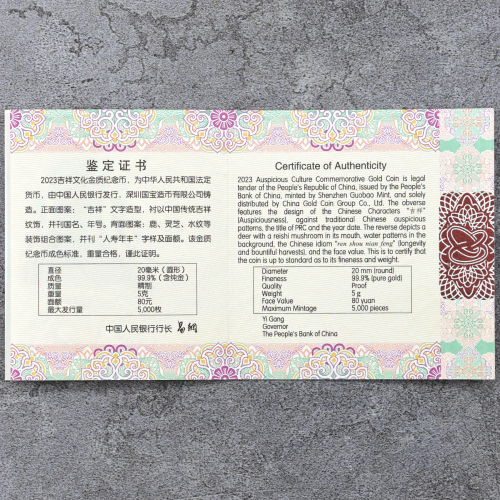 鉴定证书
2023吉祥文化金质纪念币，为中华人民共和国法定
货币，由中国人民银行发行，深圳国宝造币有限公司铸
造。正面图案：“吉祥”文字造型，衬以中国传统吉祥
纹饰，并刊国名、年号。背面图案：鹿、灵芝、水纹等
装饰组合图案，并刊“人寿年丰”字样及面额。该金质
纪念币成色标准，重量合格，谨此证明。
直径 20毫米（圆形）
成色 99.9%（含纯金）
质量 精制
重量 5克
面额 80元
最大发行量 5,000枚
中国人民银行行长
Certificate of Authenticity
2023 Auspicious Culture Commemorative Gold Coin is legal
tender of the People's Republic of China, issued by the People's
Bank of China, minted by Shenzhen Guobao Mint, and solely
distributed by China Gold Coin Group Co., Ltd. The obverse
features the design of the Chinese Characters "吉祥"
(Auspiciousness), against traditional Chinese auspicious
patterns, the title of PRC and the year date. The reverse depicts a
deer with a reishi mushroom in its mouth, water patterns in the
background, the Chinese idiom "ren shou nian feng" (longevity
and bountiful harvests), and the face value. This is to certify that
the coin is up to standard as to its fineness and weight.
Diameter 20 mm (round)
Fineness 99.9% (pure gold)
Quality Proof
Weight 5 g
Face Value 80 yuan
Maximum Mintage 5,000 pieces
Yi Gang
Governor
The People's Bank of China